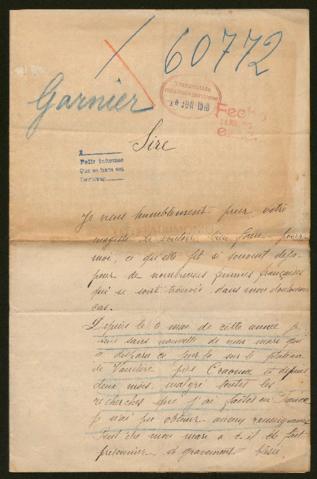 60772
Garnier
Sire
Je viens humblement prier votre
majesté de vouloir bien faire pour
moi, ce qu'elle fit si souvent déjà
pour de nombreuses femmes françaises
qui se sont trouvées dans mon douloureux
cas.
Depuis le 6 mai de cette année je
suis sans nouvelle de mon mari qui
a disparu ce jour là sur le plateau
de Vauclerc près Craonne et depuis
deux mois malgré toutes les
recherches que j'ai faites en France
je n'ai pu obtenir aucun renseignement
Peut être mon mari a-t-il été fait
prisonnier et gravement blessé